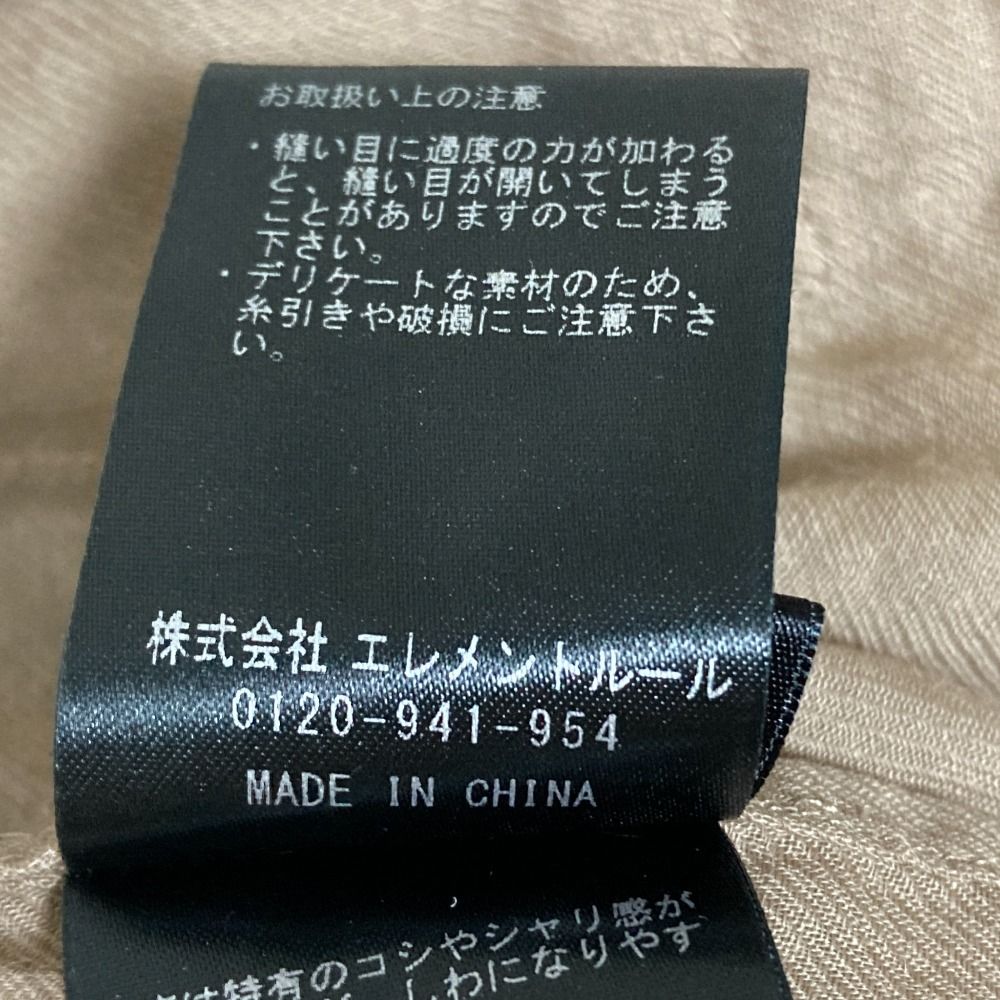 お取扱い上の注意
・縫い目に過度の力が加わる
と、縫い目が開いてしまう
ことがありますのでご注意
下さい。
・デリケートな素材のため、
糸引きや破損にご注意下さ
い。
株式会社 エレメントルール
0120-941-954
MADE IN CHINA
特有のコシやシャリ感が
しわになりやす